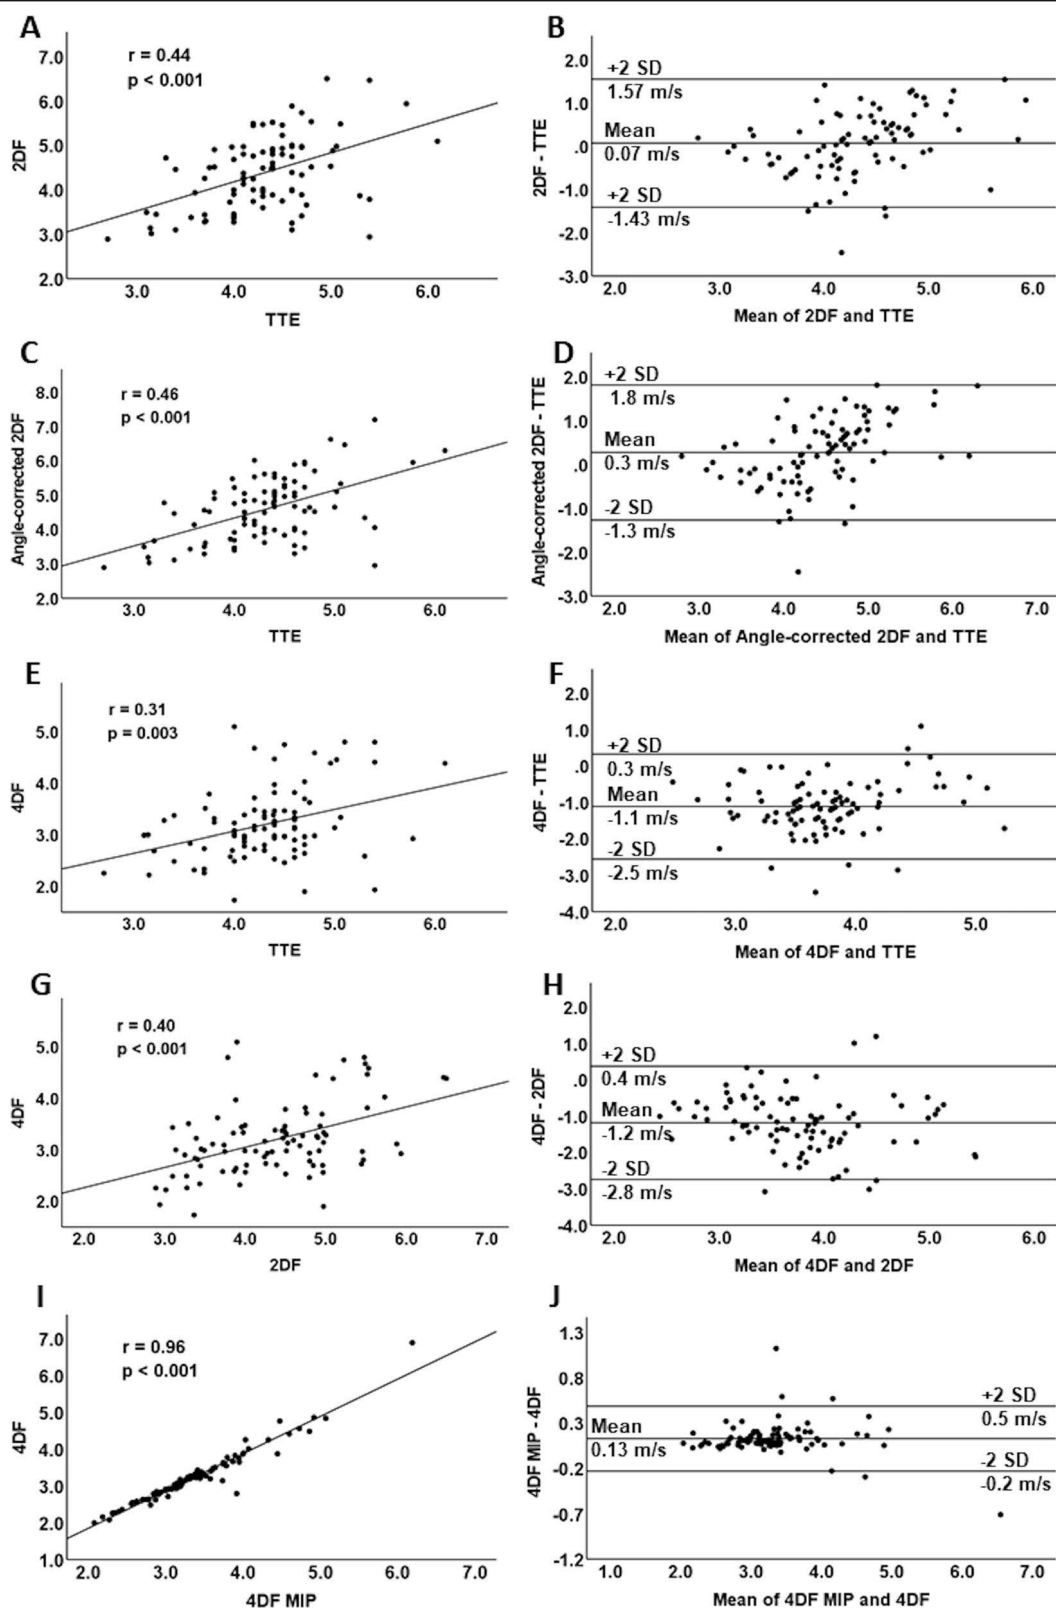 A
r = 0.44
p < 0.001
7.0
6.0
5.0
4.0
3.0
2.0
2DF
3.0 4.0 5.0 6.0
TTE
B
2.0
1.0
.0
-1.0
-2.0
-3.0
2DF - TTE
+2 SD
1.57 m/s
Mean
0.07 m/s
+2 SD
-1.43 m/s
2.0 3.0 4.0 5.0 6.0
Mean of 2DF and TTE
C
r = 0.46
p < 0.001
8.0
7.0
6.0
5.0
4.0
3.0
2.0
Angle-corrected 2DF
3.0 4.0 5.0 6.0
TTE
D
2.0
1.0
.0
-1.0
-2.0
-3.0
Angle-corrected 2DF - TTE
+2 SD
1.8 m/s
Mean
0.3 m/s
-2 SD
-1.3 m/s
2.0 3.0 4.0 5.0 6.0 7.0
Mean of Angle-corrected 2DF and TTE
E
r = 0.31
p = 0.003
5.0
4.0
3.0
2.0
4DF
3.0 4.0 5.0 6.0
TTE
F
2.0
1.0
.0
-1.0
-2.0
-3.0
-4.0
4DF - TTE
+2 SD
0.3 m/s
Mean
-1.1 m/s
-2 SD
-2.5 m/s
2.0 3.0 4.0 5.0
Mean of 4DF and TTE
G
r = 0.40
p < 0.001
5.0
4.0
3.0
2.0
4DF
2.0 3.0 4.0 5.0 6.0 7.0
2DF
H
2.0
1.0
.0
-1.0
-2.0
-3.0
-4.0
4DF - 2DF
+2 SD
0.4 m/s
Mean
-1.2 m/s
-2 SD
-2.8 m/s
2.0 3.0 4.0 5.0 6.0
Mean of 4DF and 2DF
I
r = 0.96
p < 0.001
7.0
6.0
5.0
4.0
3.0
2.0
1.0
4DF
2.0 3.0 4.0 5.0 6.0 7.0
4DF MIP
J
1.3
0.8
0.3
-0.2
-0.7
-1.2
4DF MIP - 4DF
+2 SD
0.5 m/s
Mean
0.13 m/s
-2 SD
-0.2 m/s
1.0 2.0 3.0 4.0 5.0 6.0 7.0
Mean of 4DF MIP and 4DF